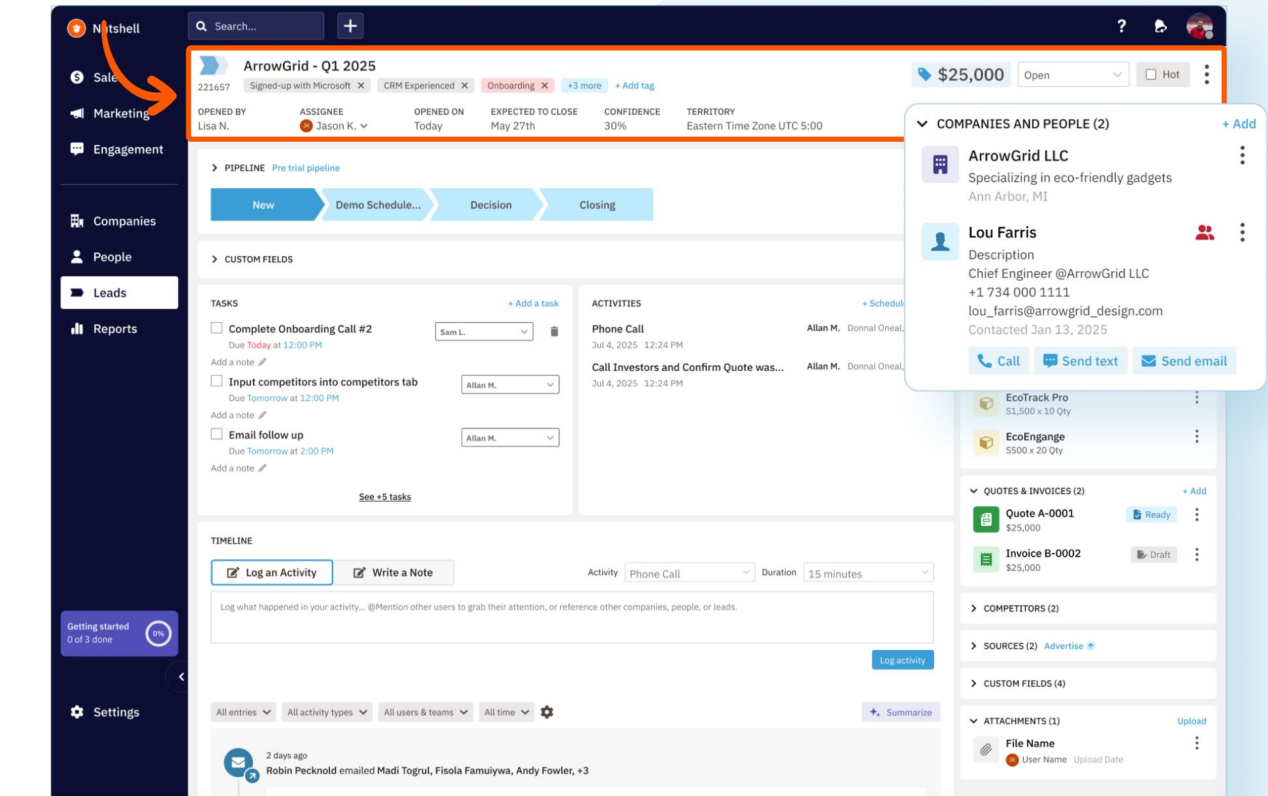 Nutshell
Search...
+
?
Sale
Marketing
Engagement
Companies
People
Leads
Reports
Getting started
0 of 3 done
0%
Settings
ArrowGrid - Q1 2025
221657
Signed-up with Microsoft X
CRM Experienced X
Onboarding X
+3 more
+ Add tag
$25,000
Open
Hot
OPENED BY
Lisa N.
ASSIGNEE
Jason K.
OPENED ON
Today
EXPECTED TO CLOSE
May 27th
CONFIDENCE
30%
TERRITORY
Eastern Time Zone UTC 5:00
PIPELINE Pre trial pipeline
New
Demo Schedule...
Decision
Closing
CUSTOM FIELDS
TASKS
+ Add a task
Complete Onboarding Call #2
Due Today at 12:00 PM
Sam L.
Add a note
Input competitors into competitors tab
Due Tomorrow at 12:00 PM
Allan M.
Add a note
Email follow up
Due Tomorrow at 2:00 PM
Allan M.
Add a note
See +5 tasks
ACTIVITIES
+ Schedul
Phone Call
Allan M. Donnal Oneal,
Jul 4, 2025 12:24 PM
Call Investors and Confirm Quote was...
Allan M. Donnal Oneal,
Jul 4, 2025 12:24 PM
COMPANIES AND PEOPLE (2)
+ Add
ArrowGrid LLC
Specializing in eco-friendly gadgets
Ann Arbor, MI
Lou Farris
Description
Chief Engineer @ArrowGrid LLC
+1 734 000 1111
lou_farris@arrowgrid_design.com
Contacted Jan 13, 2025
Call
Send text
Send email
EcoTrack Pro
S1,500 x 10 Qty
EcoEngange
S500 x 20 Qty
QUOTES & INVOICES (2)
+ Add
Quote A-0001
$25,000
Ready
Invoice B-0002
$25,000
Draft
COMPETITORS (2)
SOURCES (2) Advertise
CUSTOM FIELDS (4)
ATTACHMENTS (1)
Upload
File Name
User Name Upload Date
TIMELINE
Log an Activity
Write a Note
Activity
Phone Call
Duration
15 minutes
Log what happened in your activity... @Mention other users to grab their attention, or reference other companies, people, or leads.
Log activity
All entries
All activity types
All users & teams
All time
Summarize
2 days ago
Robin Pecknold emailed Madi Togrul, Fisola Famuiywa, Andy Fowler, +3